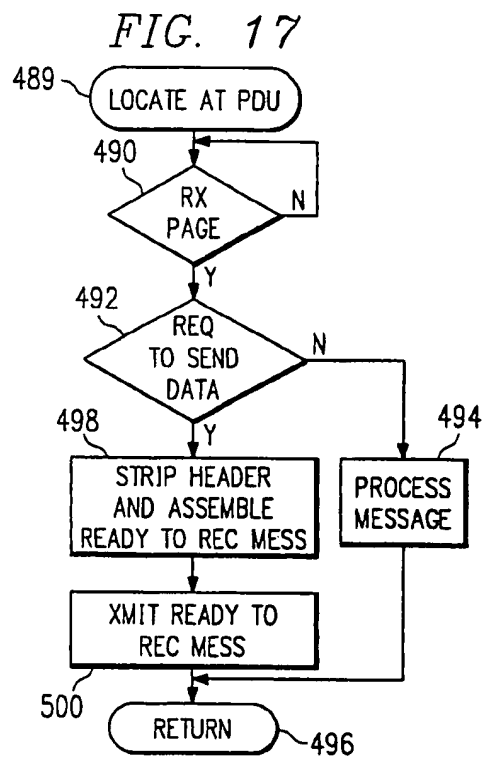 FIG. 17
489
LOCATE AT PDU
490
RX
PAGE
N
Y
492
REQ
TO SEND
DATA
N
Y
498
STRIP HEADER
AND ASSEMBLE
READY TO REC MESS
494
PROCESS
MESSAGE
XMIT READY TO
REC MESS
500
RETURN
496